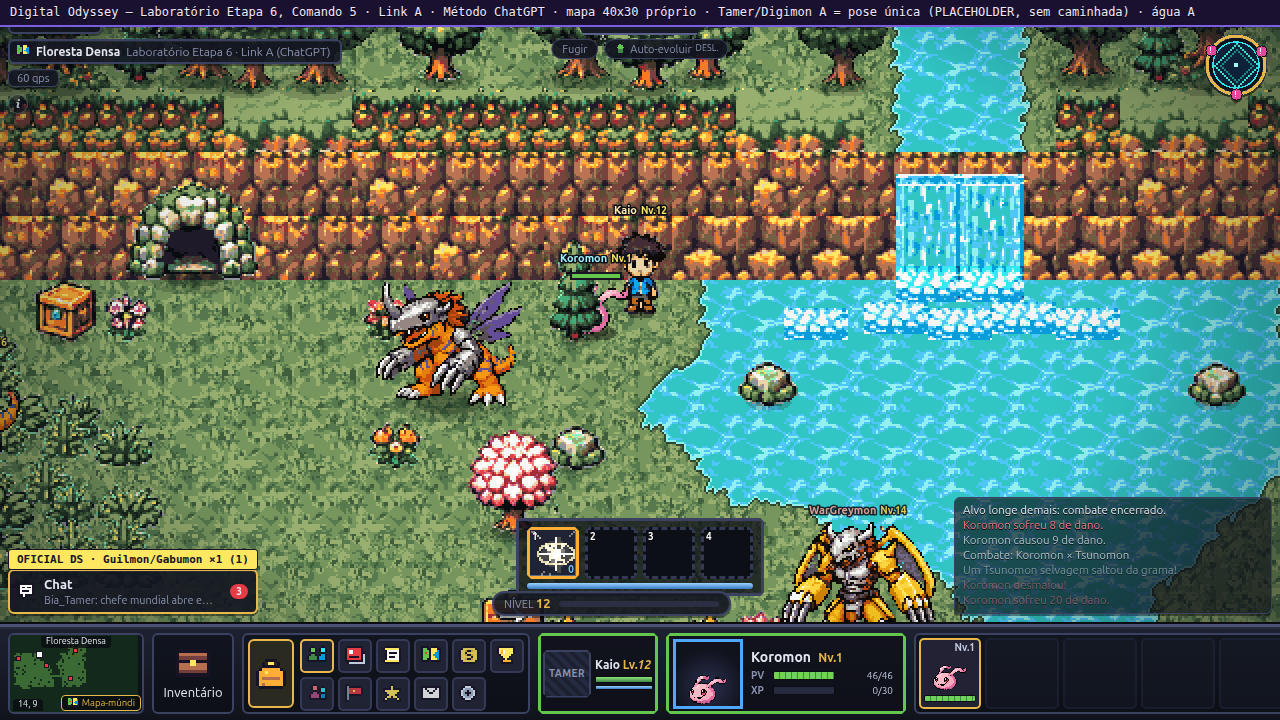 Digital Odyssey — Laboratório Etapa 6, Comando 5 · Link A · Método ChatGPT · mapa 40x30 próprio · Tamer/Digimon A = pose única (PLACEHOLDER, sem caminhada) · água A
Floresta Densa Laboratório Etapa 6 · Link A (ChatGPT)
Fugir
Auto-evoluir DESL.
60 qps
i
Kaio Nv.12
Koromon Nv.1
6
WarGreymon Nv.14
Alvo longe demais: combate encerrado.
Koromon sofreu 8 de dano.
Koromon causou 9 de dano.
Combate: Koromon × Tsunomon
Um Tsunomon selvagem saltou da grama!
Koromon desmaiou!
Koromon sofreu 20 de dano.
1
2
3
4
0
OFICIAL DS · Guilmon/Gabumon ×1 (1)
Chat
3
Bia_Tamer: chefe mundial abre e...
NÍVEL 12
Floresta Densa
14, 9
Mapa-múndi
Inventário
TAMER
Kaio Lv.12
Koromon Nv.1
PV 46/46
XP 0/30
Nv.1